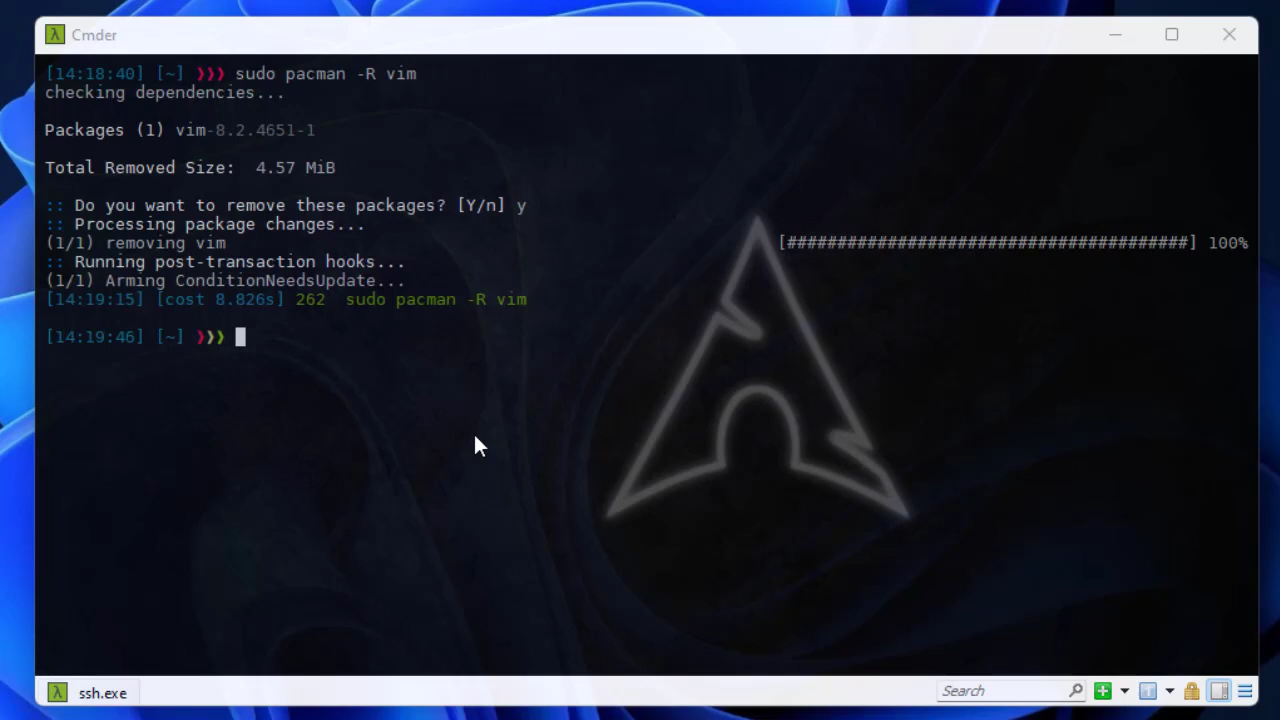 Cmder
[14:18:40] [~] ❯❯❯ sudo pacman -R vim
checking dependencies...
Packages (1) vim-8.2.4651-1
Total Removed Size:  4.57 MiB
:: Do you want to remove these packages? [Y/n] y
:: Processing package changes...
(1/1) removing vim [########################################] 100%
:: Running post-transaction hooks...
(1/1) Arming ConditionNeedsUpdate...
[14:19:15] [cost 8.826s] 262  sudo pacman -R vim
[14:19:46] [~] ❯❯❯
ssh.exe
Search